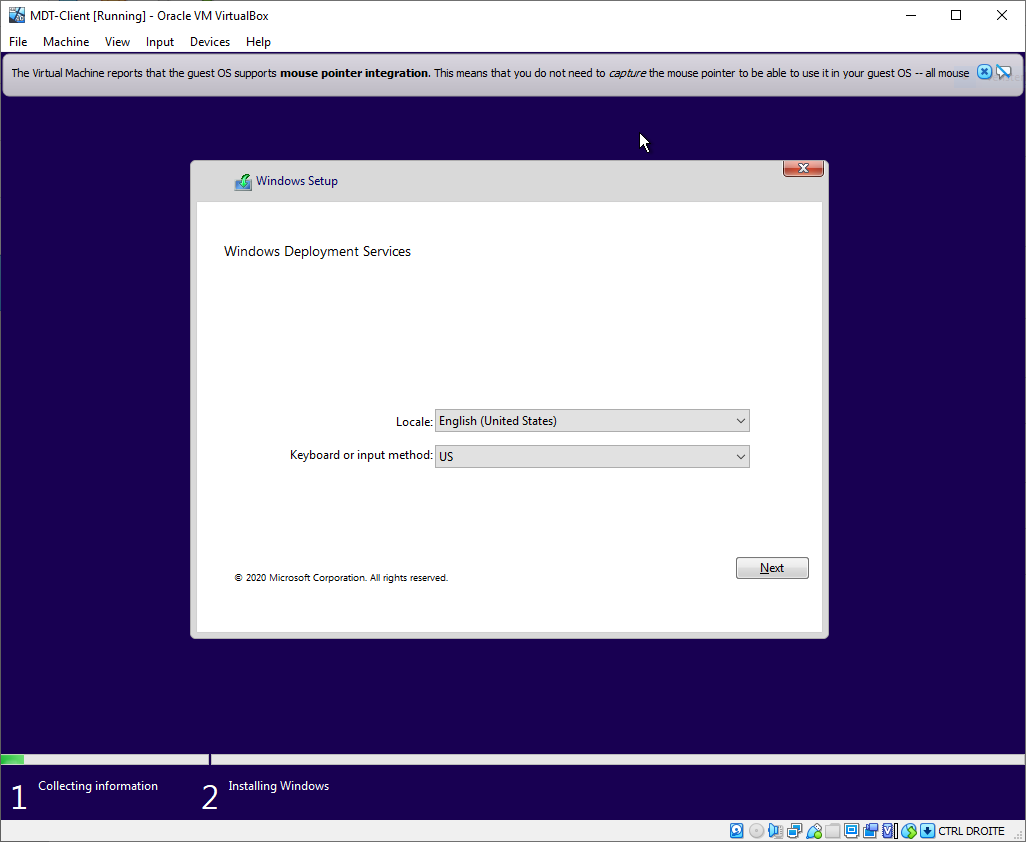 MDT-Client [Running] - Oracle VM VirtualBox
File Machine View Input Devices Help
The Virtual Machine reports that the guest OS supports mouse pointer integration. This means that you do not need to capture the mouse pointer to be able to use it in your guest OS -- all mouse
Windows Setup
Windows Deployment Services
Locale: English (United States)
Keyboard or input method: US
Next
© 2020 Microsoft Corporation. All rights reserved.
1 Collecting information 2 Installing Windows
CTRL DROITE